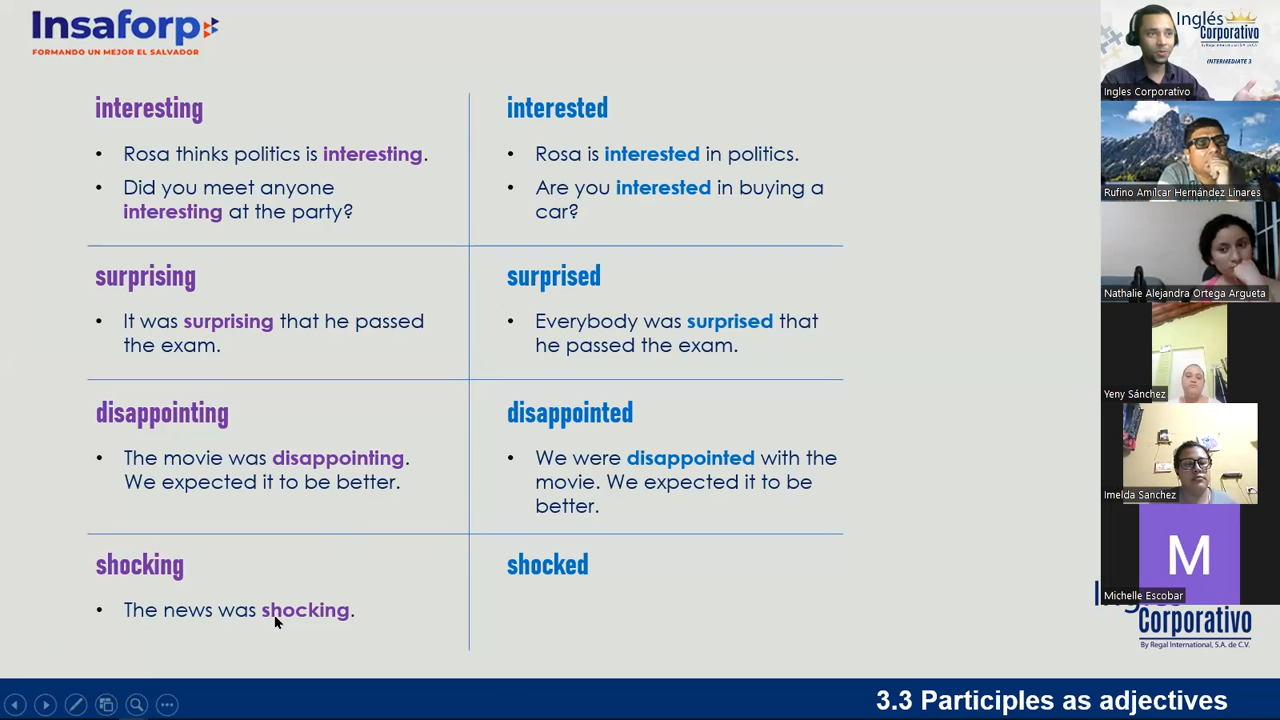 Insaforp
FORMANDO UN MEJOR EL SALVADOR
interesting
• Rosa thinks politics is interesting.
• Did you meet anyone
interesting at the party?
interested
• Rosa is interested in politics.
• Are you interested in buying a
car?
surprising
• It was surprising that he passed
the exam.
surprised
• Everybody was surprised that
he passed the exam.
disappointing
• The movie was disappointing.
We expected it to be better.
disappointed
• We were disappointed with the
movie. We expected it to be
better.
shocking
• The news was shocking.
shocked
3.3 Participles as adjectives
Inglés
Corporativo
By Regal International, S.A. de C.V.
INTERMEDIATE 3
Ingles Corporativo
Rufino Amílcar Hernández Linares
Nathalie Alejandra Ortega Argueta
Yeny Sánchez
Imelda Sanchez
M
Michelle Escobar
Corporativo
By Regal International, S.A. de C.V.